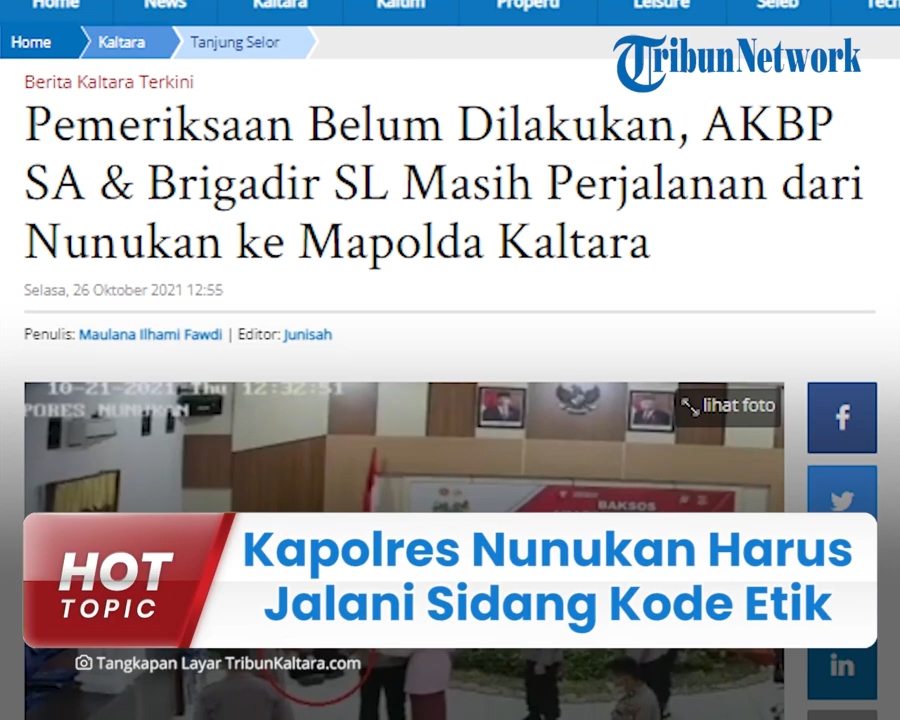 Home News Kaltara Kaltim Properti Leisure Seleb
Home Kaltara Tanjung Selor
TribunNetwork
Berita Kaltara Terkini
Pemeriksaan Belum Dilakukan, AKBP
SA & Brigadir SL Masih Perjalanan dari
Nunukan ke Mapolda Kaltara
Selasa, 26 Oktober 2021 12:55
Penulis: Maulana Ilhami Fawdi | Editor: Junisah
10-21-2021 Thu 12:32:51
PORES NUNUKAN
lihat foto
BAKSOS
HOT
TOPIC
Kapolres Nunukan Harus
Jalani Sidang Kode Etik
Tangkapan Layar TribunKaltara.com